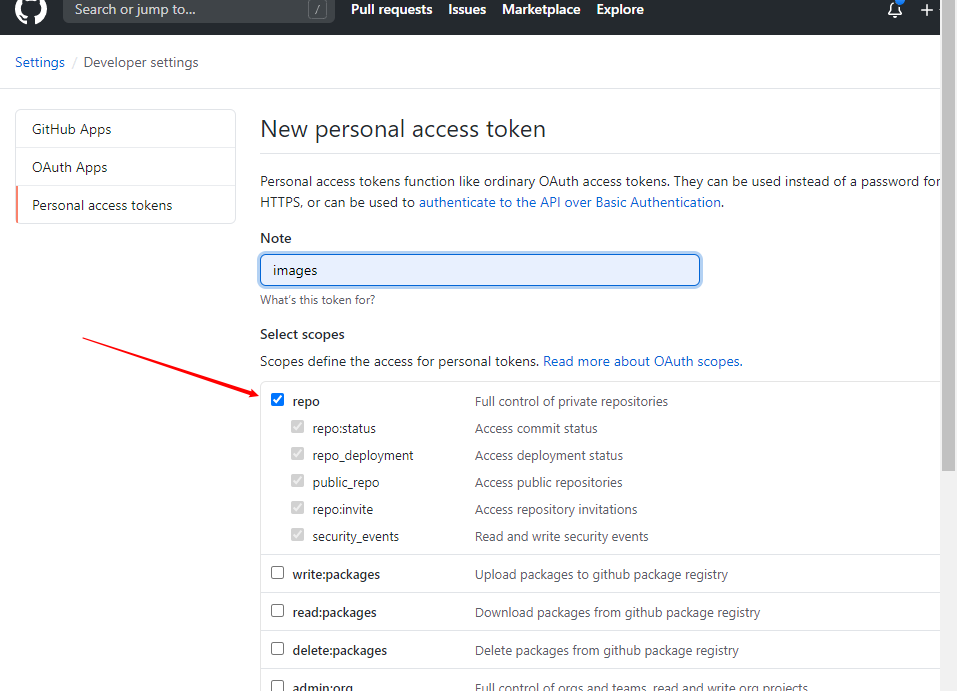 Search or jump to... /
Pull requests Issues Marketplace Explore
Settings / Developer settings
GitHub Apps
OAuth Apps
Personal access tokens
New personal access token
Personal access tokens function like ordinary OAuth access tokens. They can be used instead of a password for
HTTPS, or can be used to authenticate to the API over Basic Authentication.
Note
images
What's this token for?
Select scopes
Scopes define the access for personal tokens. Read more about OAuth scopes.
repo Full control of private repositories
repo:status Access commit status
repo_deployment Access deployment status
public_repo Access public repositories
repo:invite Access repository invitations
security_events Read and write security events
write:packages Upload packages to github package registry
read:packages Download packages from github package registry
delete:packages Delete packages from github package registry
admin:org Full control of orgs and teams, read and write org projects